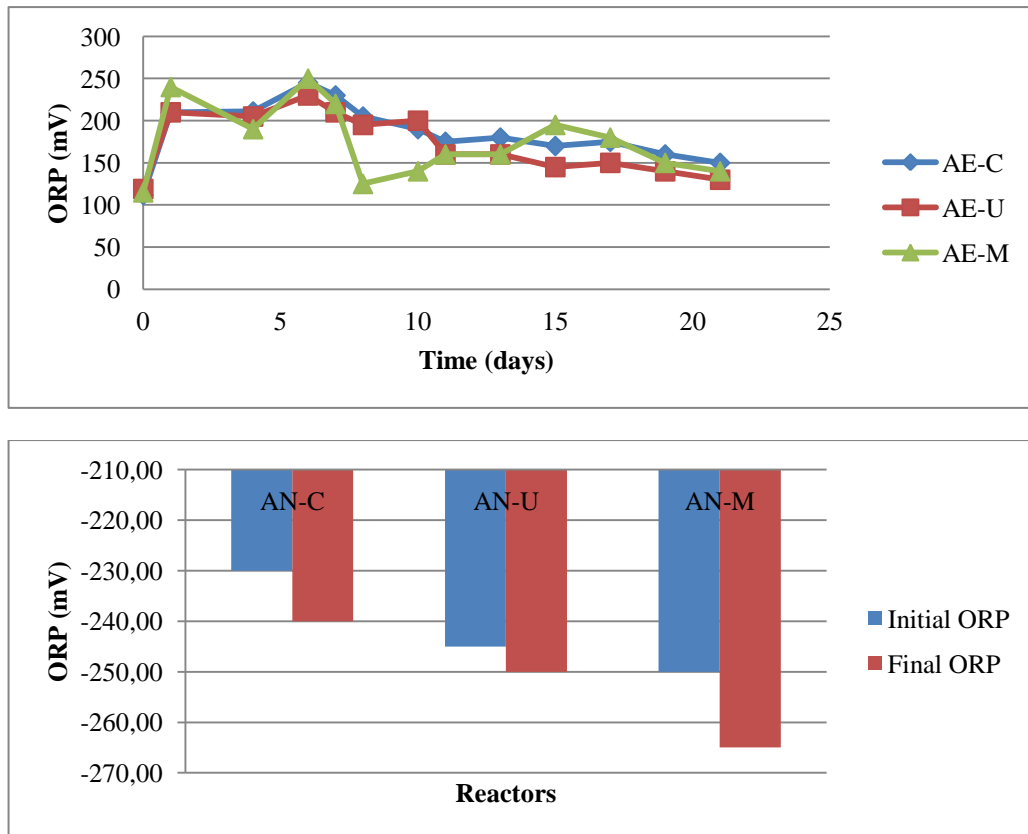 300
250
200
150
100
50
0
ORP (mV)
0 5 10 15 20 25
Time (days)
AE-C
AE-U
AE-M
-210,00
-220,00
-230,00
-240,00
-250,00
-260,00
-270,00
ORP (mV)
AN-C AN-U AN-M
Reactors
Initial ORP
Final ORP